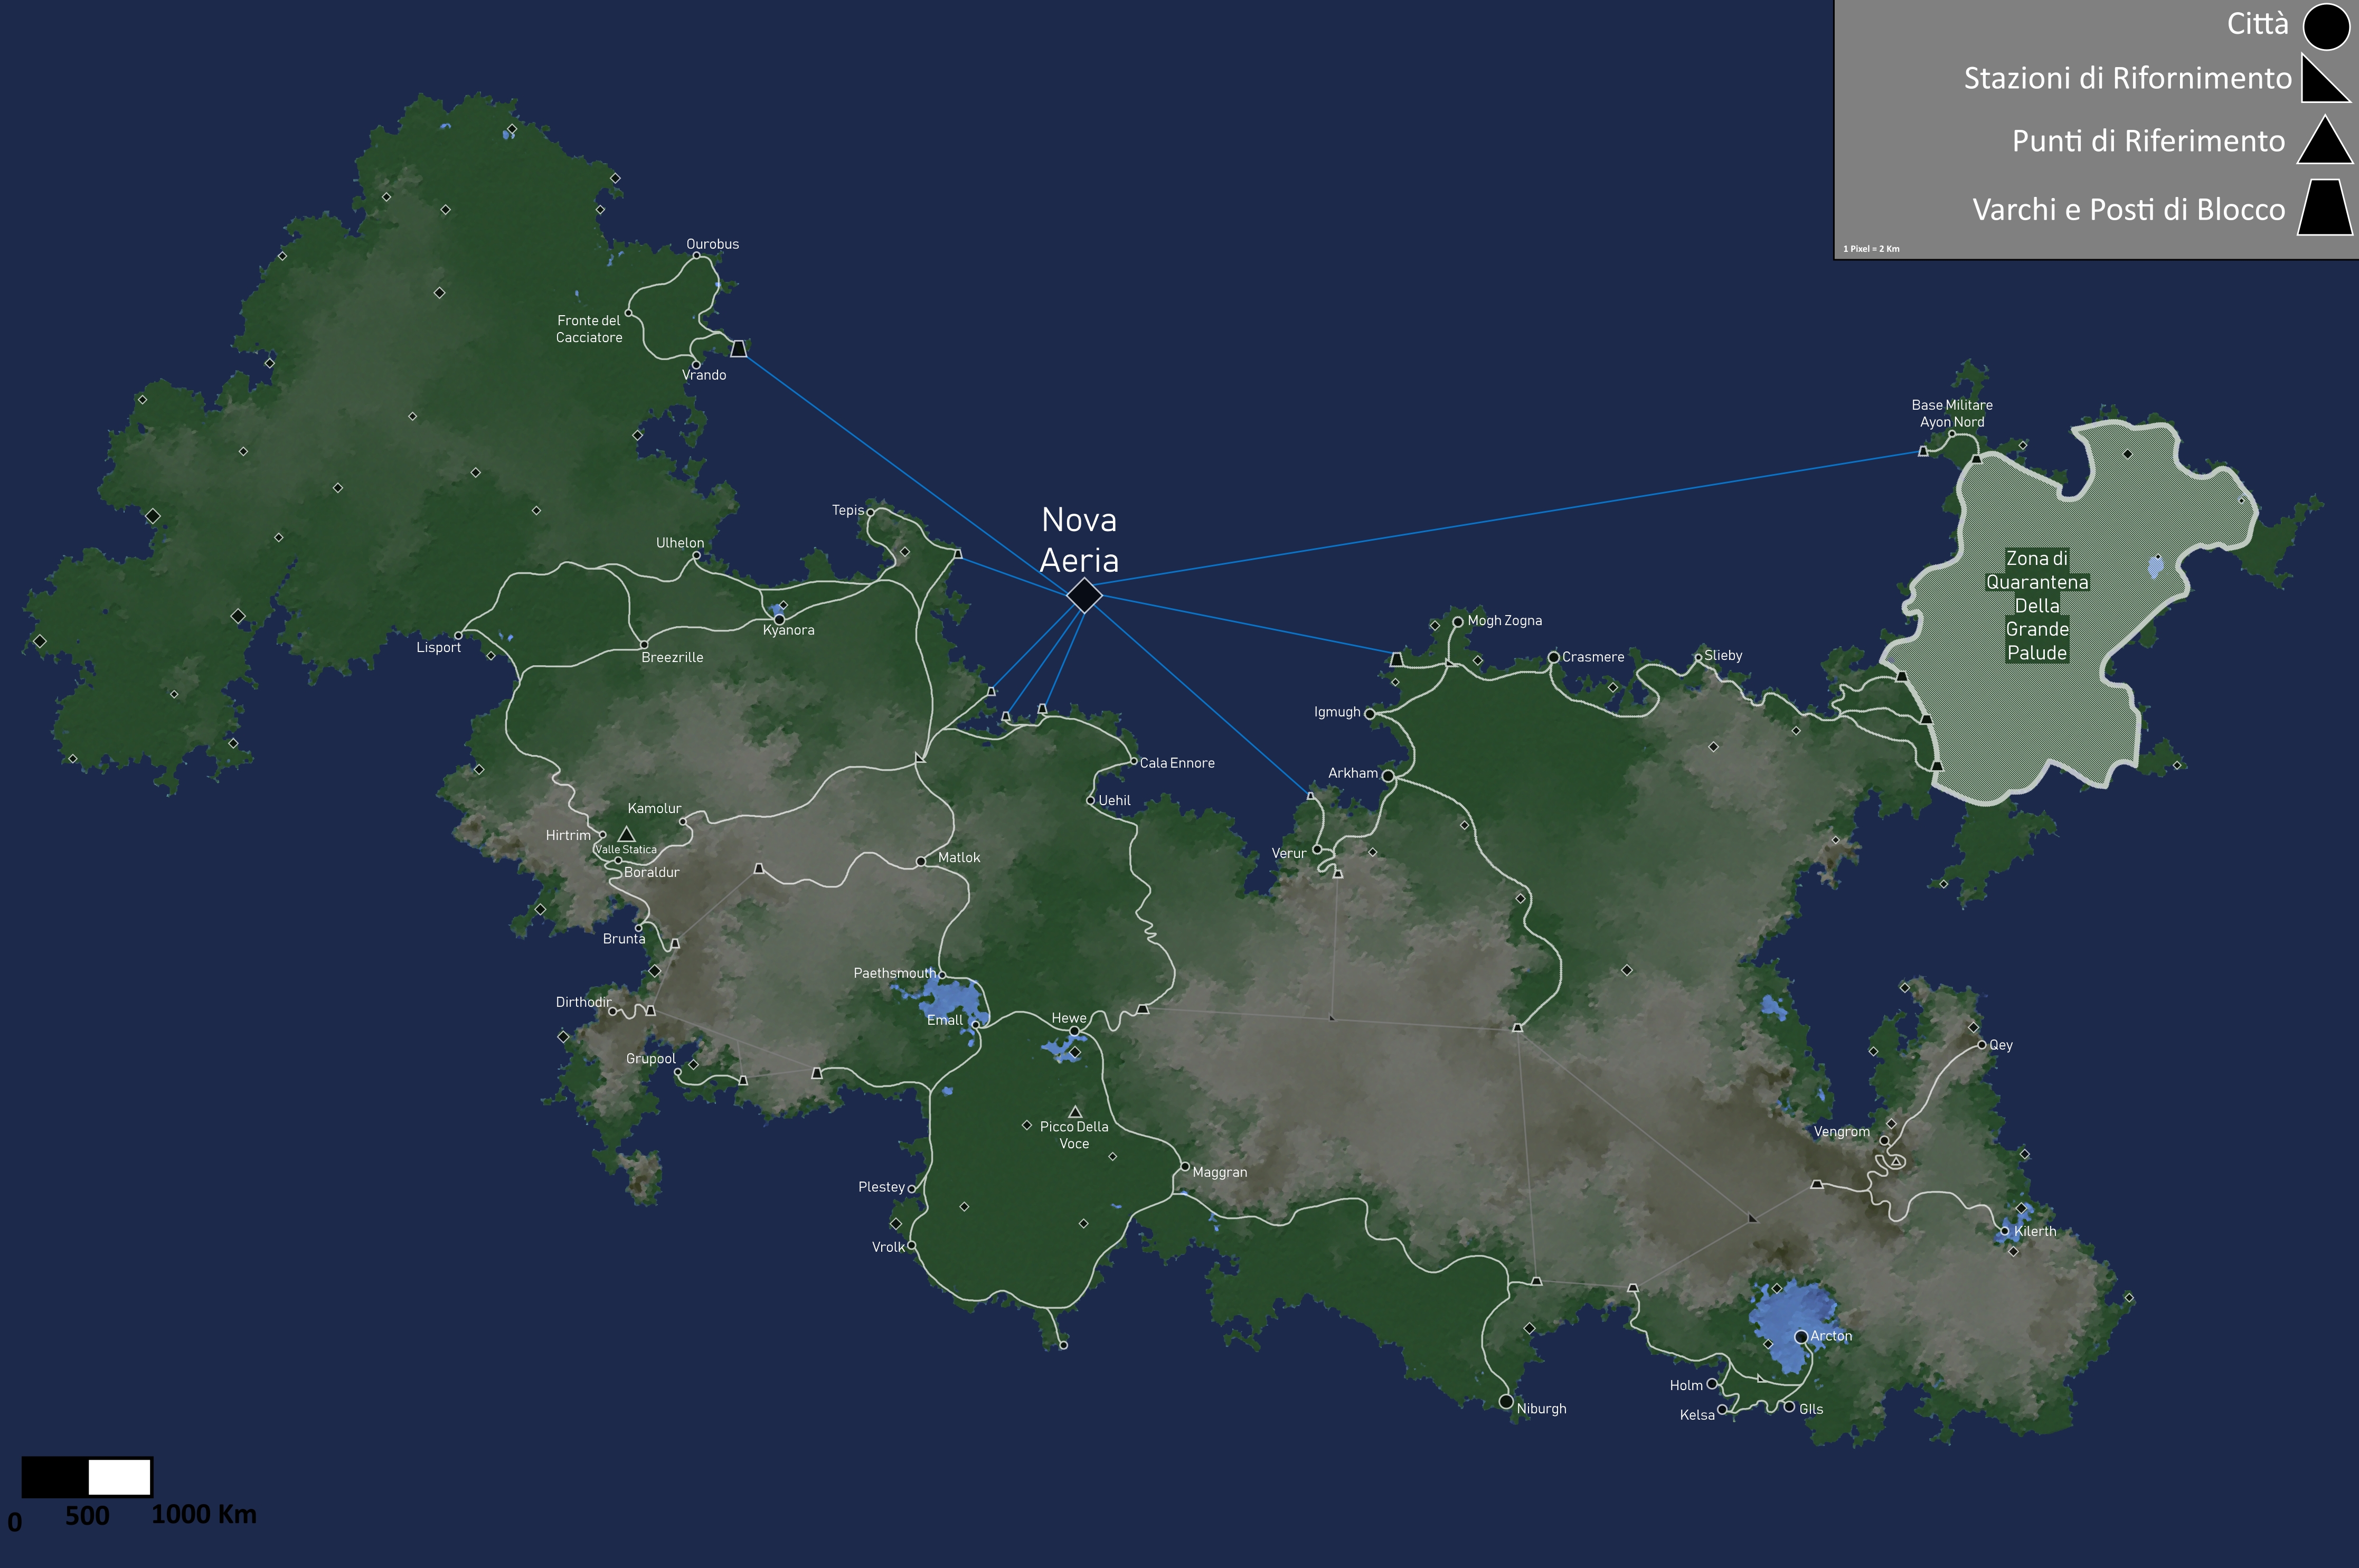 Città
Stazioni di Rifornimento
Punti di Riferimento
Varchi e Posti di Blocco
1 Pixel = 2 Km
Ourobus
Fronte del
Cacciatore
Vrando
Base Militare
Ayon Nord
Tepis
Nova
Aeria
Ulhelon
Zona di
Quarantena
Della
Grande
Palude
Kyanora
Lisport
Breezrille
Mogh Zogna
Crasmere
Slieby
Igmugh
Cala Ennore
Arkham
Uehil
Kamolur
Hirtrim
Valle Statica
Boraldur
Matlok
Verur
Brunta
Paethsmouth
Dirthodir
Emall
Hewe
Grupool
Qey
Picco Della
Voce
Vengrom
Maggran
Plestey
Vrolk
Kilerth
Arcton
Holm
Kelsa
Glls
Niburgh
0
500
1000 Km